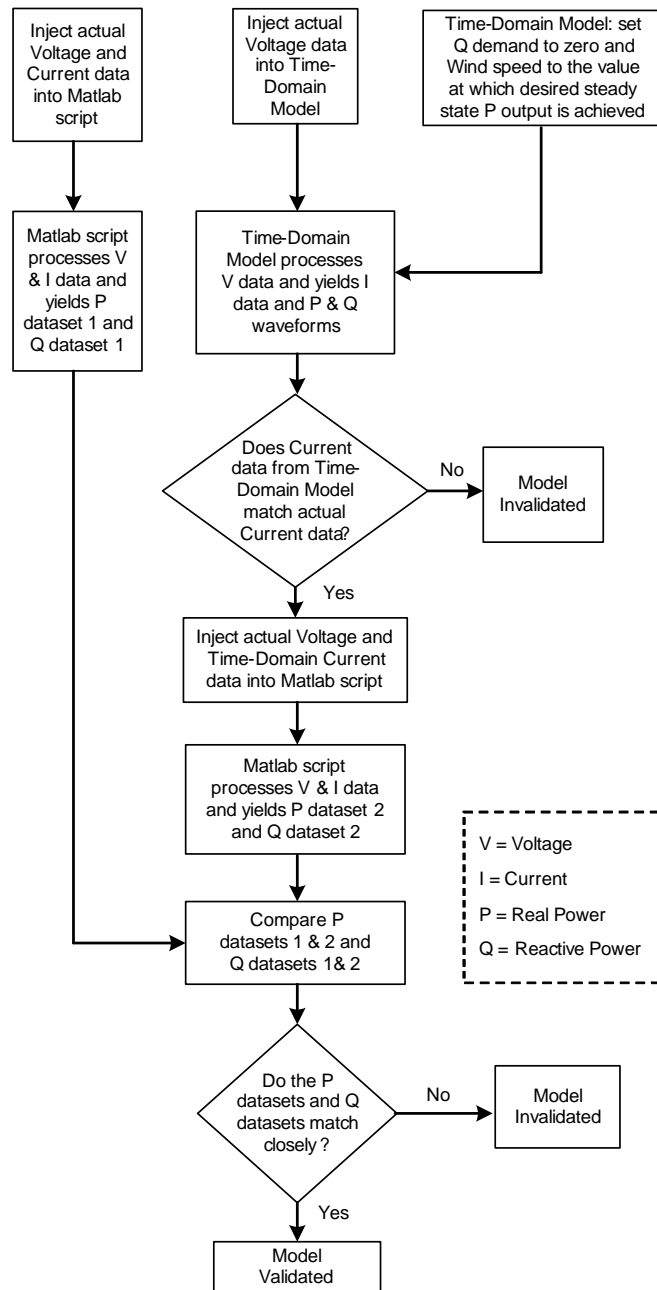 Inject actual
Voltage and
Current data
into Matlab
script
Inject actual
Voltage data
into Time-
Domain
Model
Time-Domain Model: set
Q demand to zero and
Wind speed to the value
at which desired steady
state P output is achieved
Matlab script
processes V
& I data and
yields P
dataset 1 and
Q dataset 1
Time-Domain
Model processes
V data and yields I
data and P & Q
waveforms
Does Current
data from Time-
Domain Model
match actual
Current data?
No
Model
Invalidated
Yes
Inject actual Voltage and
Time-Domain Current
data into Matlab script
Matlab script
processes V & I data
and yields P dataset 2
and Q dataset 2
V = Voltage
I = Current
P = Real Power
Q = Reactive Power
Compare P
datasets 1 & 2 and
Q datasets 1& 2
Do the P
datasets and Q
datasets match
closely ?
No
Model
Invalidated
Yes
Model
Validated